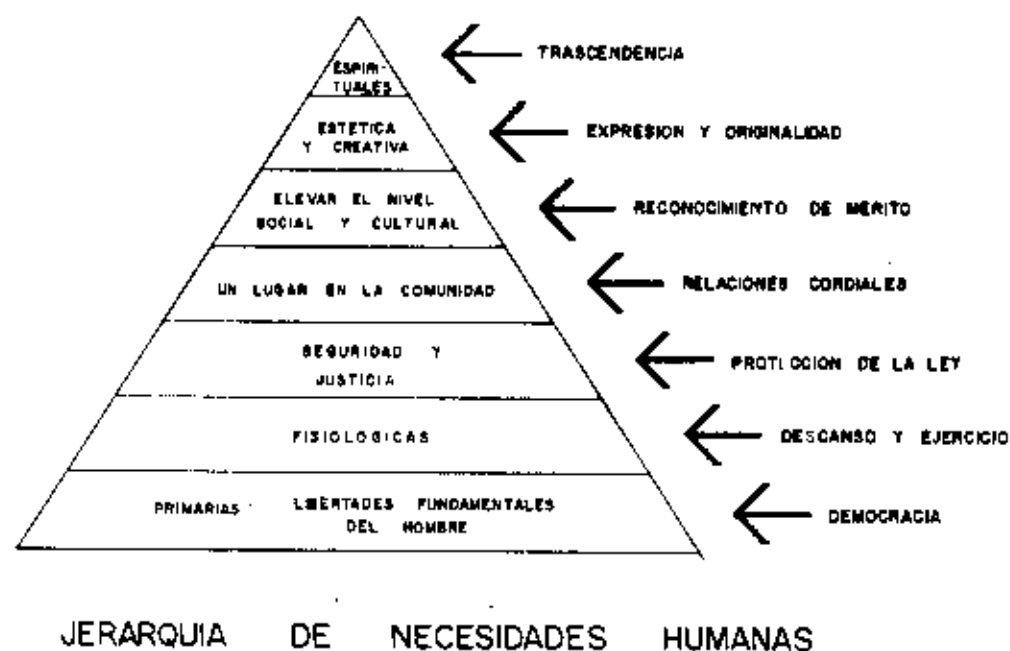 TRASCENDENCIA
ESPIRI-
TUALES
ESTETICA
Y CREATIVA
EXPRESION Y ORIGINALIDAD
ELEVAR EL NIVEL
SOCIAL Y CULTURAL
RECONOCIMIENTO DE MERITO
UN LUGAR EN LA COMUNIDAD
RELACIONES CORDIALES
SEGURIDAD Y
JUSTICIA
PROTECCION DE LA LEY
FISIOLOGICAS
DESCANSO Y EJERCICIO
PRIMARIAS LIBERTADES FUNDAMENTALES
DEL HOMBRE
DEMOCRACIA
JERARQUIA DE NECESIDADES HUMANAS